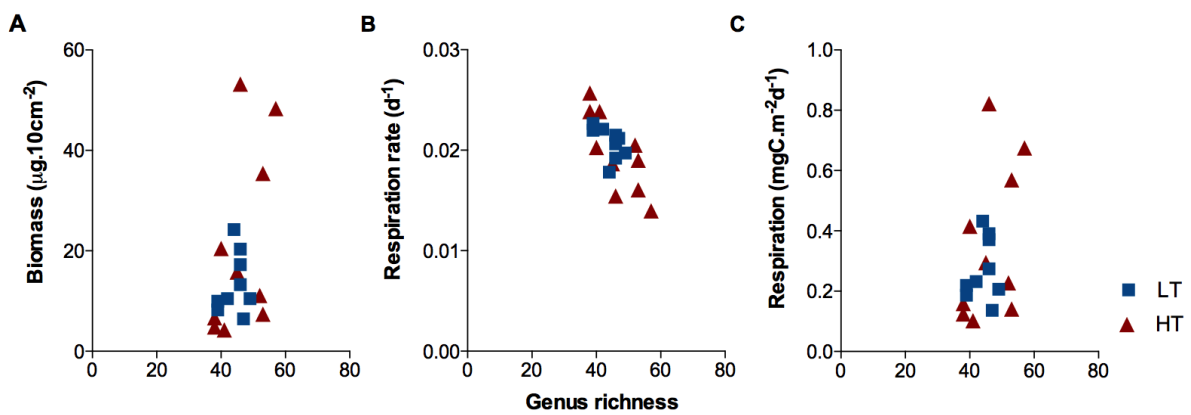 A
Biomass (μg.10cm⁻²)
60
40
20
0
0 20 40 60 80
B
Respiration rate (d⁻¹)
0.03
0.02
0.01
0.00
0 20 40 60 80
Genus richness
C
Respiration (mgC.m⁻²d⁻¹)
1.0
0.8
0.6
0.4
0.2
0.0
0 20 40 60 80
LT
HT